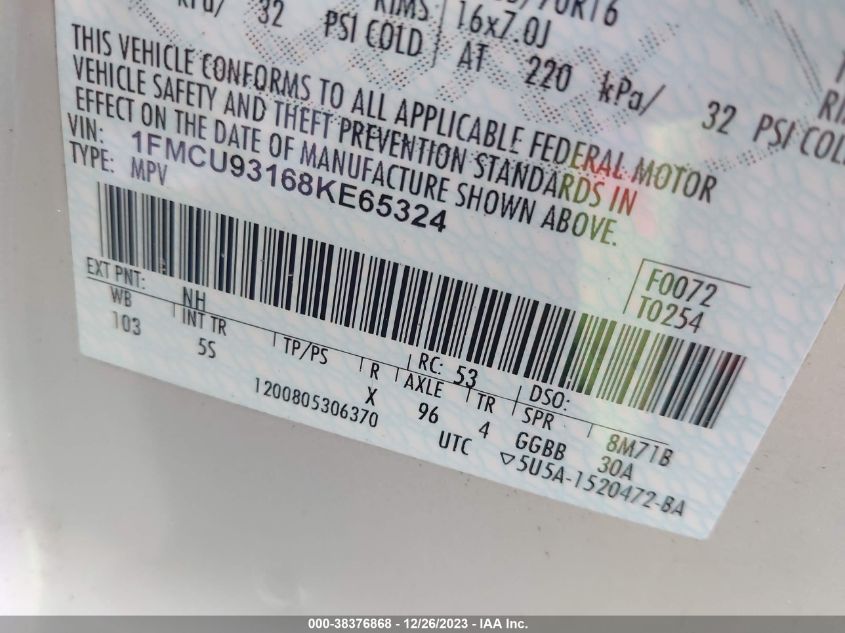 kPa/ 32 RIMS 16x7.0J
PSI COLD AT 220 kPa/ 32 PSI COLD
THIS VEHICLE CONFORMS TO ALL APPLICABLE FEDERAL MOTOR
VEHICLE SAFETY AND THEFT PREVENTION STANDARDS IN
EFFECT ON THE DATE OF MANUFACTURE SHOWN ABOVE.
VIN: 1FMCU93168KE65324
TYPE: MPV
F0072
T0254
EXT PNT: NH RC: 53 DSO:
WB INT TR TP/PS R AXLE TR SPR 8M71B
103 5S X 96 4 GGBB 30A
1200805306370 UTC ▽5U5A-1520472-BA
000-38376868 - 12/26/2023 - IAA Inc.